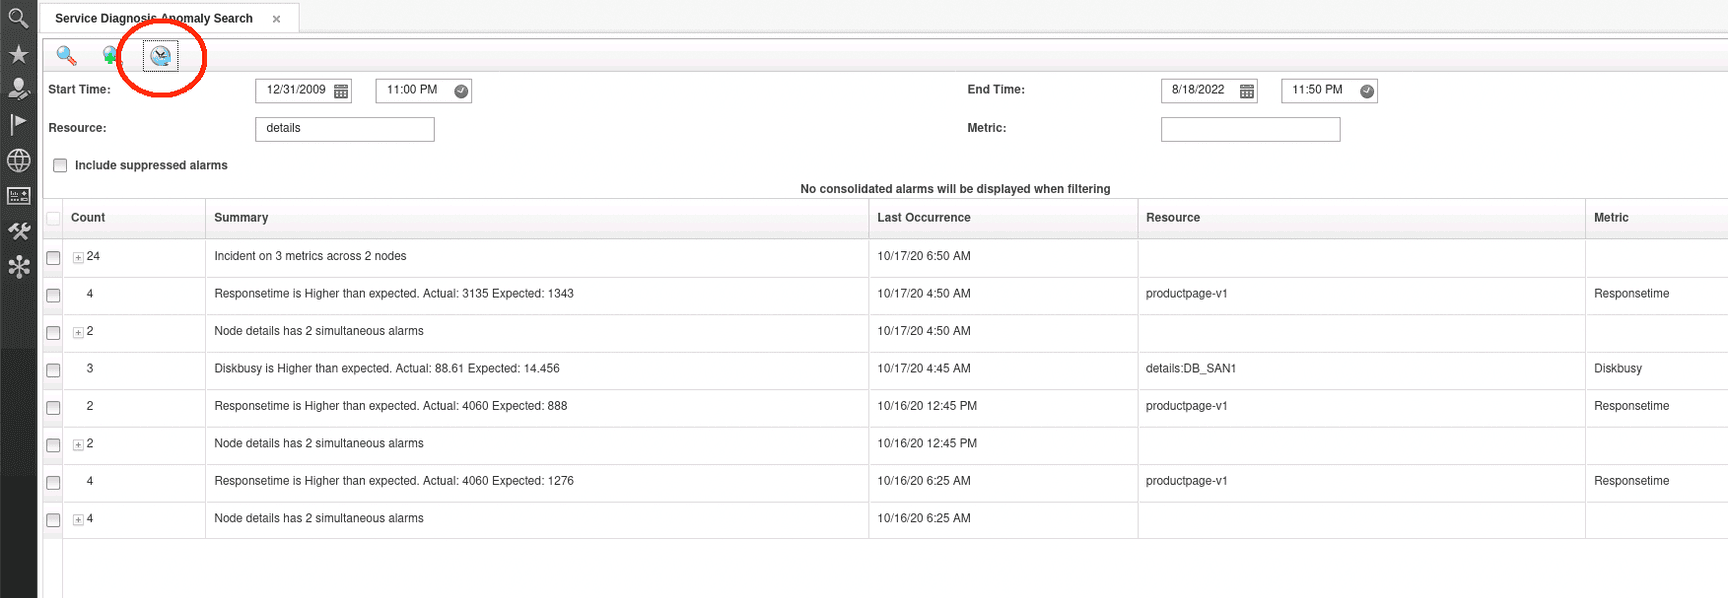 Service Diagnosis Anomaly Search
Start Time: 12/31/2009 11:00 PM End Time: 8/18/2022 11:50 PM
Resource: details Metric:
Include suppressed alarms
No consolidated alarms will be displayed when filtering
Count Summary Last Occurrence Resource Metric
24 Incident on 3 metrics across 2 nodes 10/17/20 6:50 AM
4 Responsetime is Higher than expected. Actual: 3135 Expected: 1343 10/17/20 4:50 AM productpage-v1 Responsetime
2 Node details has 2 simultaneous alarms 10/17/20 4:50 AM
3 Diskbusy is Higher than expected. Actual: 88.61 Expected: 14.456 10/17/20 4:45 AM details:DB_SAN1 Diskbusy
2 Responsetime is Higher than expected. Actual: 4060 Expected: 888 10/16/20 12:45 PM productpage-v1 Responsetime
2 Node details has 2 simultaneous alarms 10/16/20 12:45 PM
4 Responsetime is Higher than expected. Actual: 4060 Expected: 1276 10/16/20 6:25 AM productpage-v1 Responsetime
4 Node details has 2 simultaneous alarms 10/16/20 6:25 AM